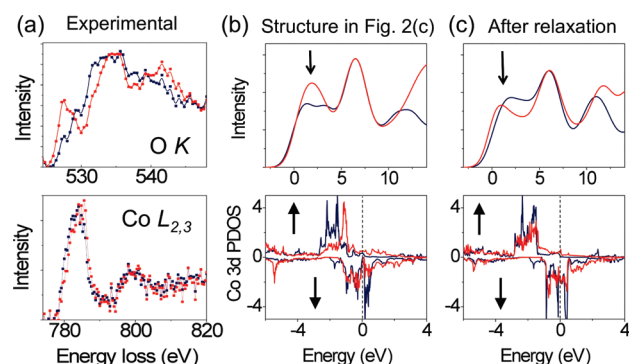 (a) Experimental
(b) Structure in Fig. 2(c)
(c) After relaxation
Intensity
O K
530 540
Intensity
0 5 10
Intensity
0 5 10
Intensity
Co L2,3
780 800 820
Energy loss (eV)
Co 3d PDOS
4
0
-4
-4 0 4
Energy (eV)
4
0
-4
-4 0 4
Energy (eV)